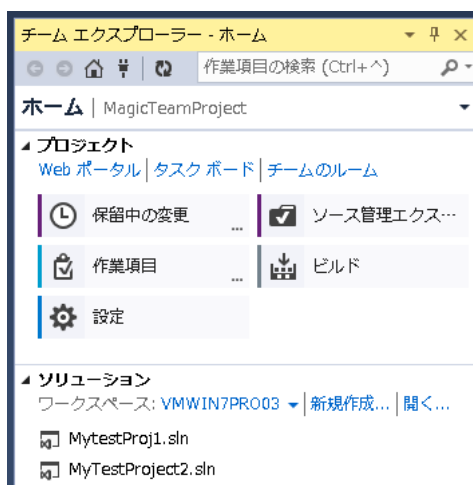 チーム エクスプローラー - ホーム
作業項目の検索 (Ctrl+^)
ホーム | MagicTeamProject
プロジェクト
Web ポータル | タスク ボード | チームのルーム
保留中の変更 ... ソース管理エクス...
作業項目 ... ビルド
設定
ソリューション
ワークスペース: VMWIN7PRO03 | 新規作成... | 開く...
MytestProj1.sln
MyTestProject2.sln